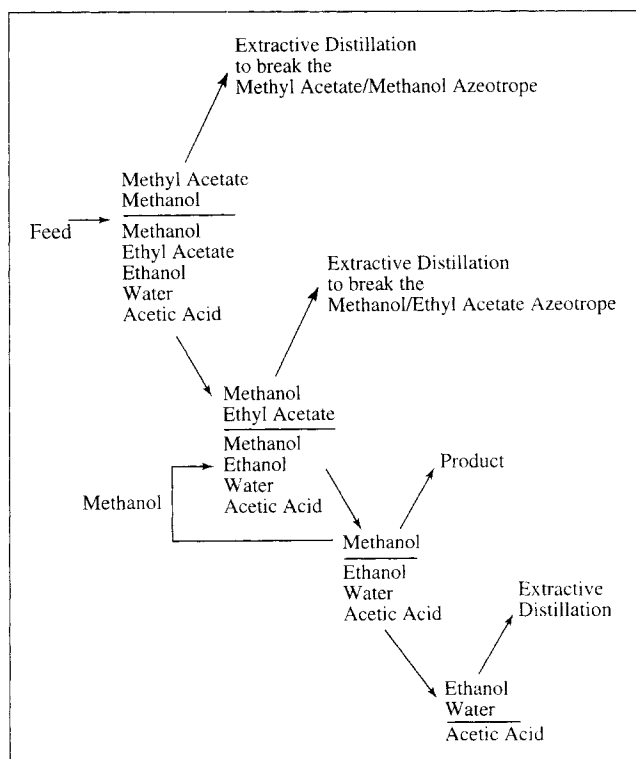 Extractive Distillation
to break the
Methyl Acetate/Methanol Azeotrope
Methyl Acetate
Methanol
Feed
Methanol
Ethyl Acetate
Ethanol
Water
Acetic Acid
Extractive Distillation
to break the
Methanol/Ethyl Acetate Azeotrope
Methanol
Ethyl Acetate
Methanol
Ethanol
Water
Acetic Acid
Methanol
Product
Methanol
Ethanol
Water
Acetic Acid
Extractive
Distillation
Ethanol
Water
Acetic Acid